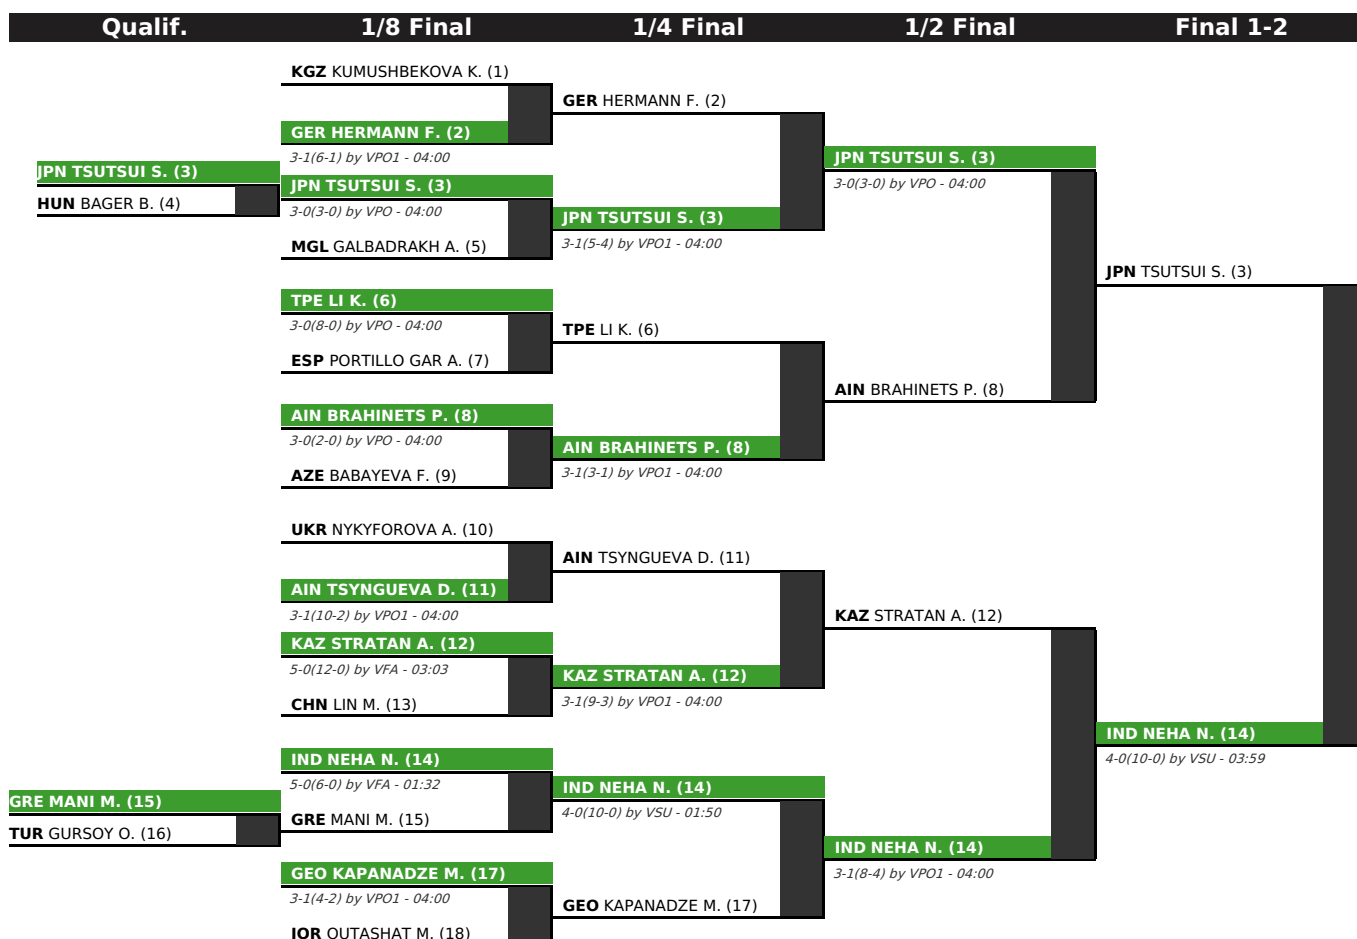 Qualif. 1/8 Final 1/4 Final 1/2 Final Final 1-2
KGZ KUMUSHBEKOVA K. (1)
GER HERMANN F. (2)
GER HERMANN F. (2)
3-1(6-1) by VPO1 - 04:00
JPN TSUTSUI S. (3)
3-0(3-0) by VPO - 04:00
JPN TSUTSUI S. (3)
HUN BAGER B. (4)
JPN TSUTSUI S. (3)
3-0(3-0) by VPO - 04:00
JPN TSUTSUI S. (3)
3-1(5-4) by VPO1 - 04:00
MGL GALBADRAKH A. (5)
JPN TSUTSUI S. (3)
TPE LI K. (6)
3-0(8-0) by VPO - 04:00
TPE LI K. (6)
ESP PORTILLO GAR A. (7)
AIN BRAHINETS P. (8)
AIN BRAHINETS P. (8)
3-0(2-0) by VPO - 04:00
AIN BRAHINETS P. (8)
3-1(3-1) by VPO1 - 04:00
AZE BABAYEVA F. (9)
UKR NYKYFOROVA A. (10)
AIN TSYNGUEVA D. (11)
AIN TSYNGUEVA D. (11)
3-1(10-2) by VPO1 - 04:00
KAZ STRATAN A. (12)
KAZ STRATAN A. (12)
5-0(12-0) by VFA - 03:03
KAZ STRATAN A. (12)
3-1(9-3) by VPO1 - 04:00
CHN LIN M. (13)
IND NEHA N. (14)
4-0(10-0) by VSU - 03:59
IND NEHA N. (14)
5-0(6-0) by VFA - 01:32
IND NEHA N. (14)
4-0(10-0) by VSU - 01:50
GRE MANI M. (15)
TUR GURSOY O. (16)
GRE MANI M. (15)
IND NEHA N. (14)
3-1(8-4) by VPO1 - 04:00
GEO KAPANADZE M. (17)
3-1(4-2) by VPO1 - 04:00
GEO KAPANADZE M. (17)
IOR OUTASHAT M. (18)